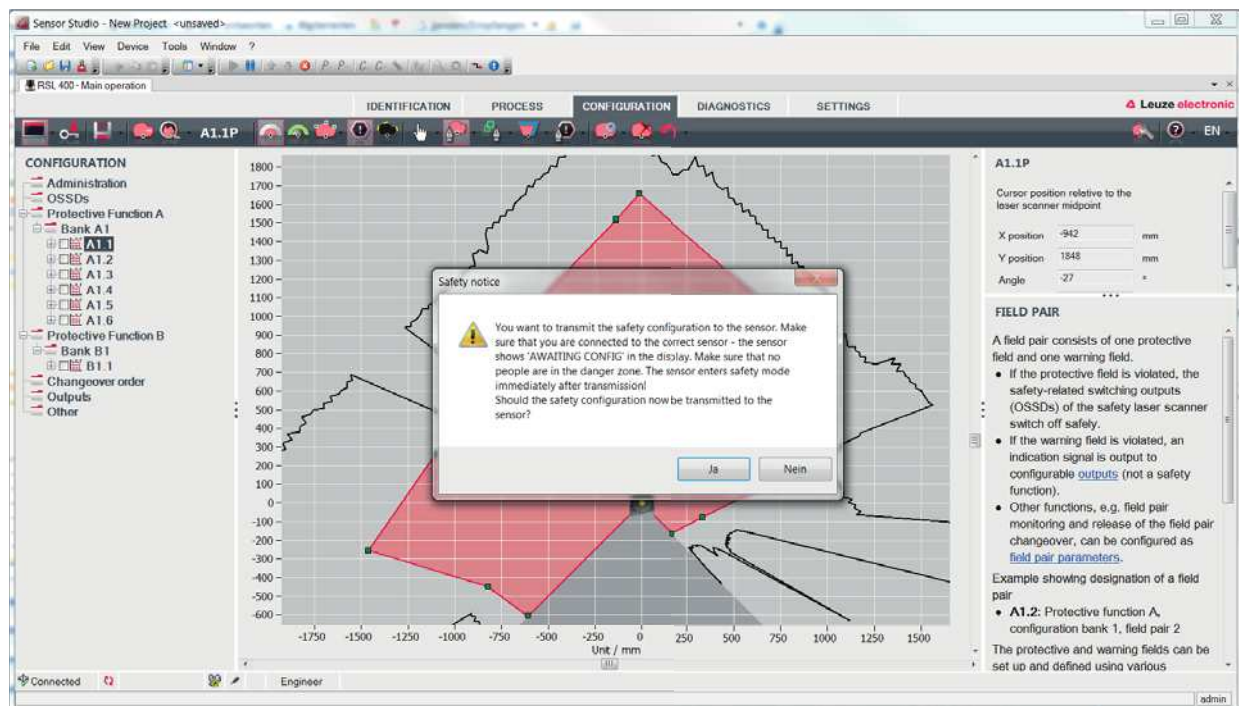 Sensor Studio - New Project <unsaved>
File Edit View Device Tools Window ?
RSL 400 - Main operation
IDENTIFICATION PROCESS CONFIGURATION DIAGNOSTICS SETTINGS
Leuze electronic
A1.1P
EN
CONFIGURATION
Administration
OSSDs
Protective Function A
Bank A1
A1.1
A1.2
A1.3
A1.4
A1.5
A1.6
Protective Function B
Bank B1
B1.1
Changeover order
Outputs
Other
1800
1700
1600
1500
1400
1300
1200
1100
1000
900
800
700
600
500
400
300
200
100
0
-100
-200
-300
-400
-500
-600
-1750 -1500 -1250 -1000 -750 -500 -250 0 250 500 750 1000 1250 1500
Unit / mm
Safety notice
You want to transmit the safety configuration to the sensor. Make
sure that you are connected to the correct sensor - the sensor
shows 'AWAITING CONFIG' in the display. Make sure that no
people are in the danger zone. The sensor enters safety mode
immediately after transmission!
Should the safety configuration now be transmitted to the
sensor?
Ja Nein
A1.1P
Cursor position relative to the
laser scanner midpoint
X position -942 mm
Y position 1848 mm
Angle -27 °
FIELD PAIR
A field pair consists of one protective
field and one warning field.
• If the protective field is violated, the
safety-related switching outputs
(OSSDs) of the safety laser scanner
switch off safely.
• If the warning field is violated, an
indication signal is output to
configurable outputs (not a safety
function).
• Other functions, e.g. field pair
monitoring and release of the field pair
changeover, can be configured as
field pair parameters.
Example showing designation of a field
pair
• A1.2: Protective function A,
configuration bank 1, field pair 2
The protective and warning fields can be
set up and defined using various
Connected
Engineer
admin